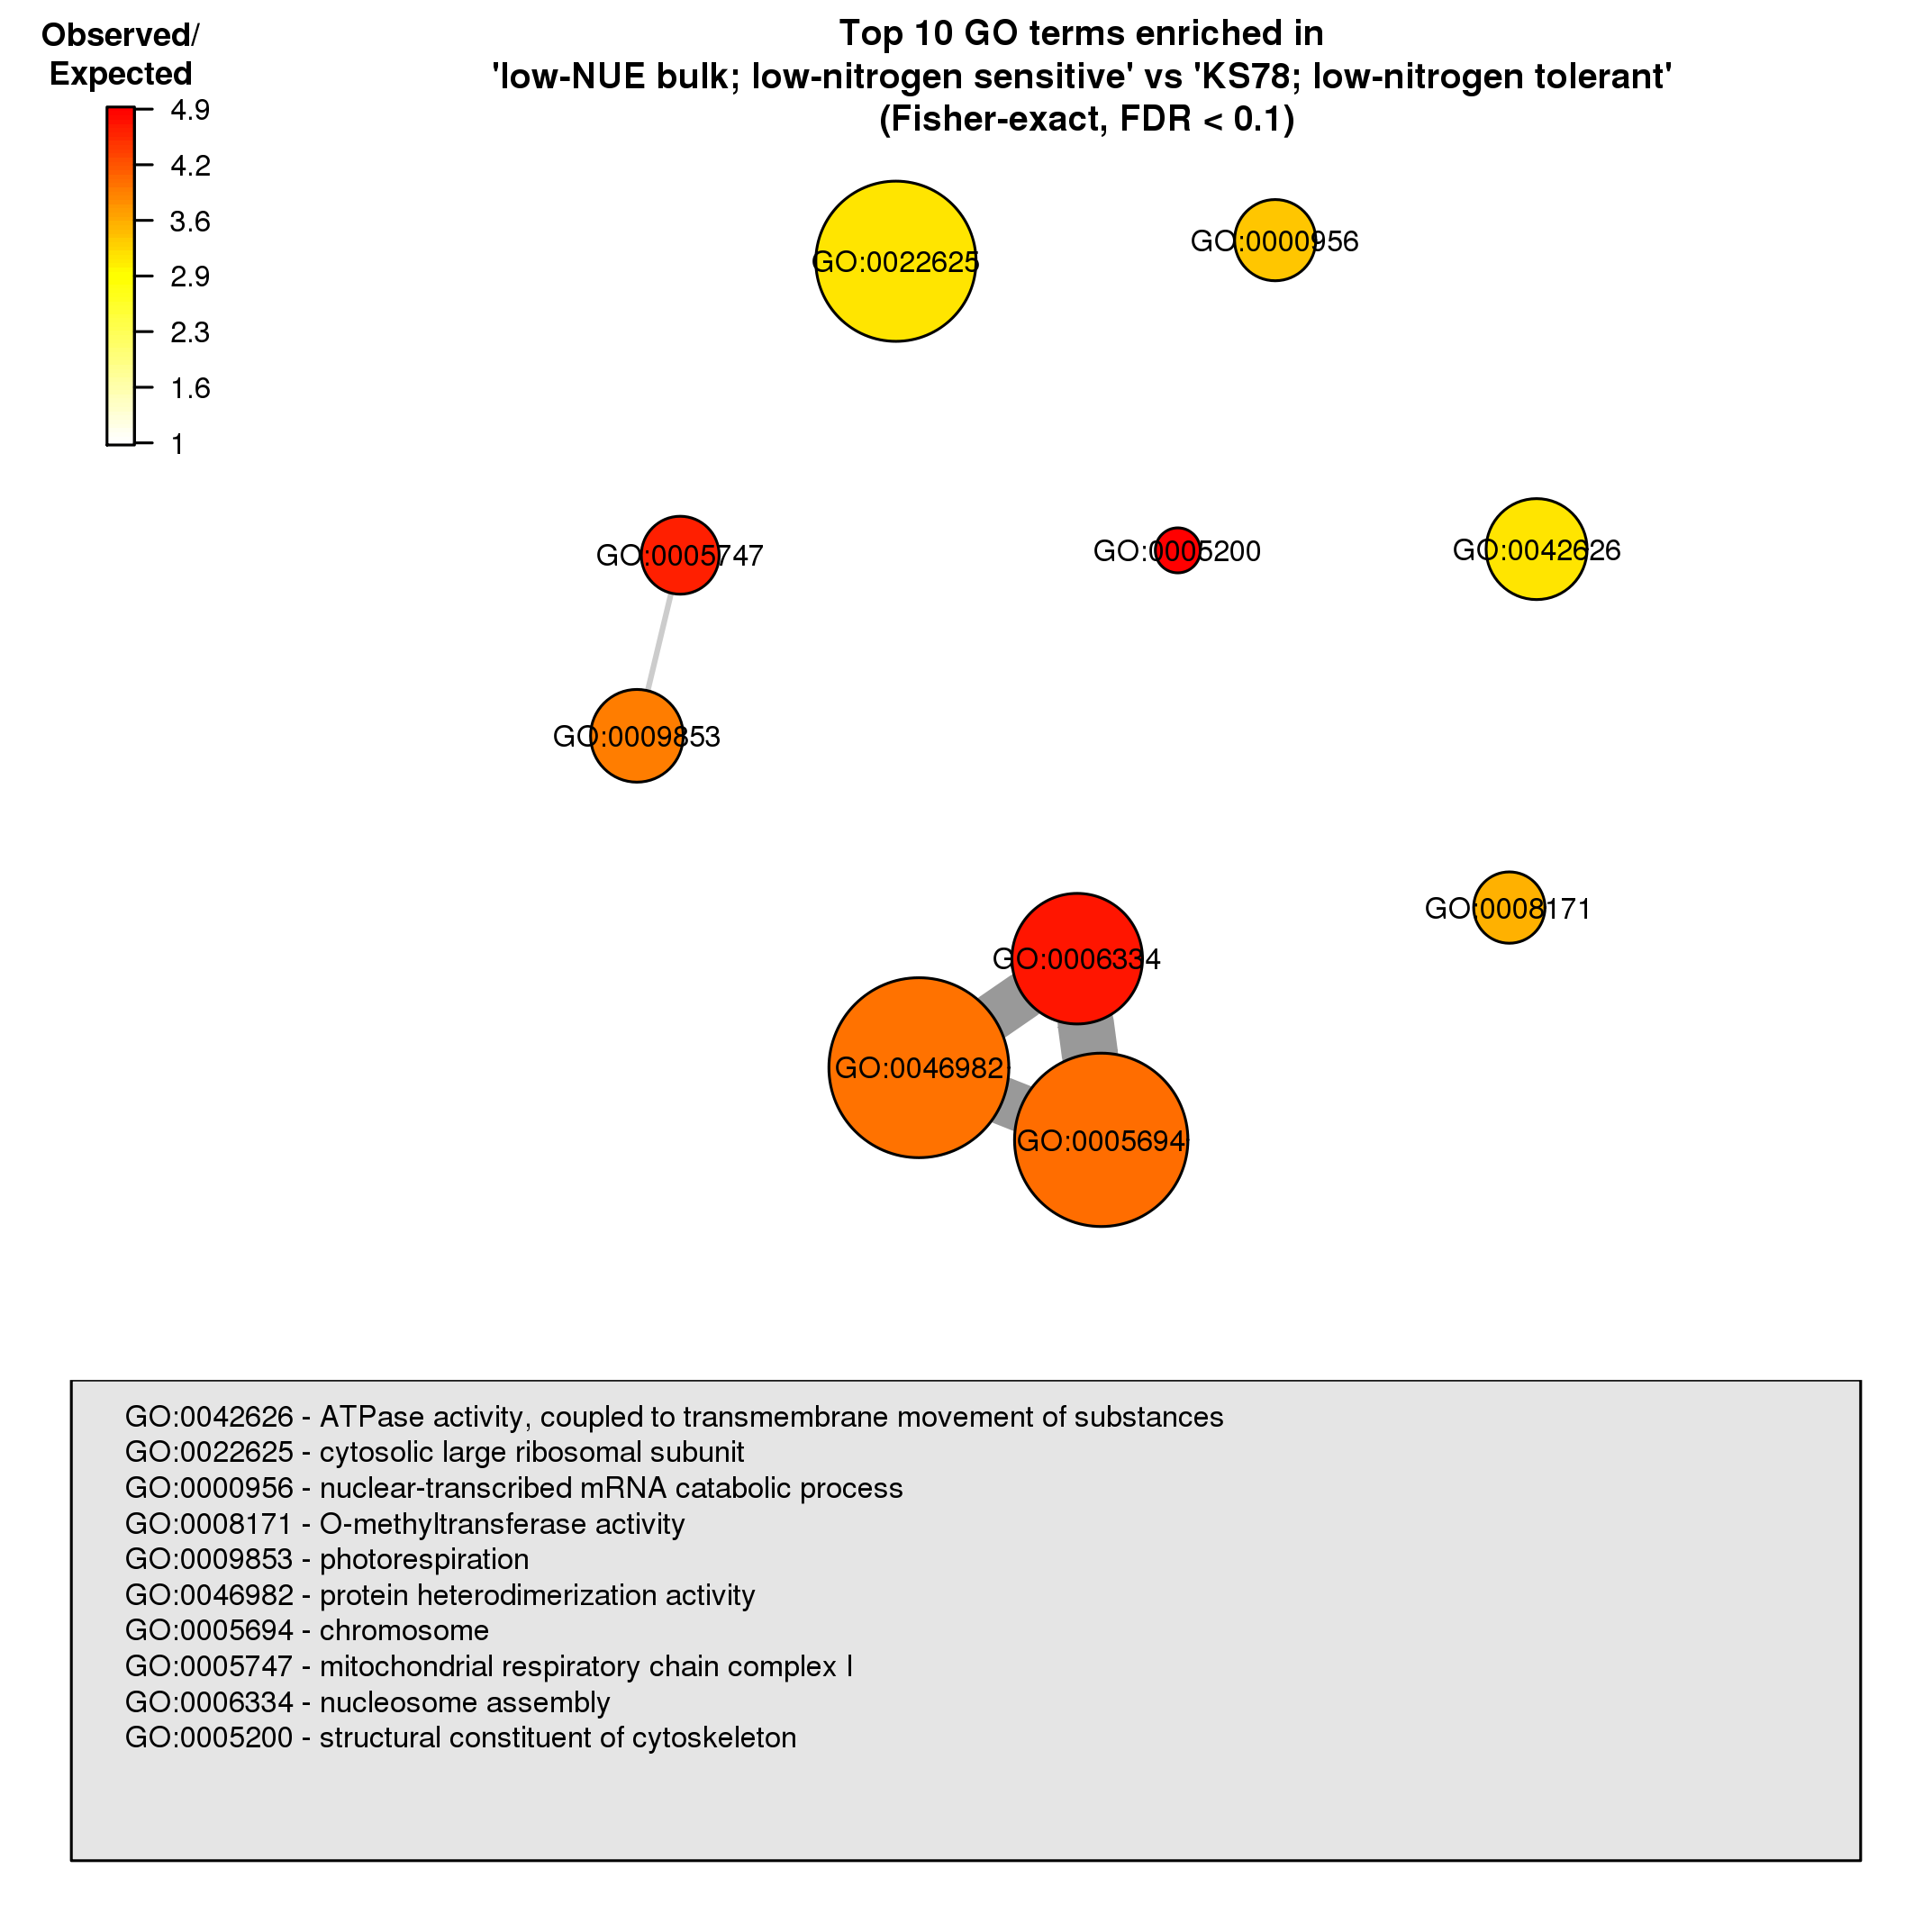 Observed/
Expected
Top 10 GO terms enriched in
'low-NUE bulk; low-nitrogen sensitive' vs 'KS78; low-nitrogen tolerant'
(Fisher-exact, FDR < 0.1)
4.9
4.2
3.6
2.9
2.3
1.6
1
GO:0022625
GO:0000956
GO:0005747
GO:0005200
GO:0042626
GO:0009853
GO:0008171
GO:0006334
GO:0046982
GO:0005694
GO:0042626 - ATPase activity, coupled to transmembrane movement of substances
GO:0022625 - cytosolic large ribosomal subunit
GO:0000956 - nuclear-transcribed mRNA catabolic process
GO:0008171 - O-methyltransferase activity
GO:0009853 - photorespiration
GO:0046982 - protein heterodimerization activity
GO:0005694 - chromosome
GO:0005747 - mitochondrial respiratory chain complex I
GO:0006334 - nucleosome assembly
GO:0005200 - structural constituent of cytoskeleton